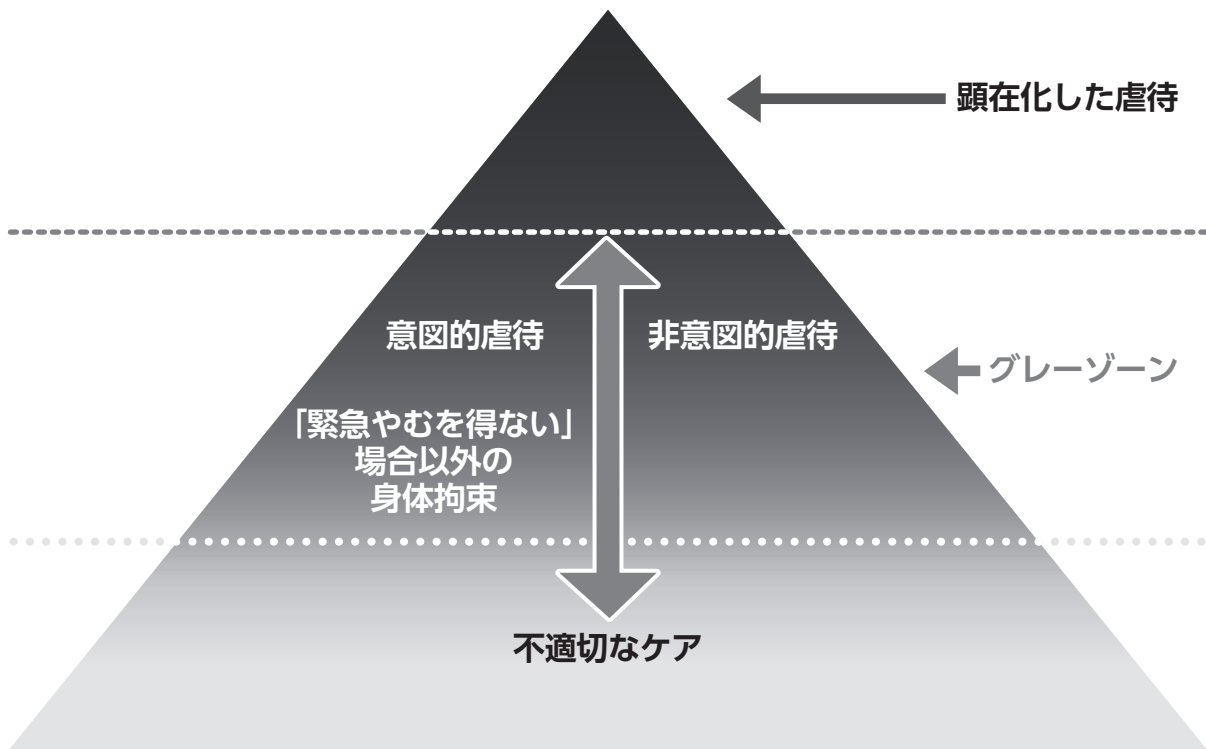 顕在化した虐待
意図的虐待
非意図的虐待
グレーゾーン
「緊急やむを得ない」
場合以外の
身体拘束
不適切なケア